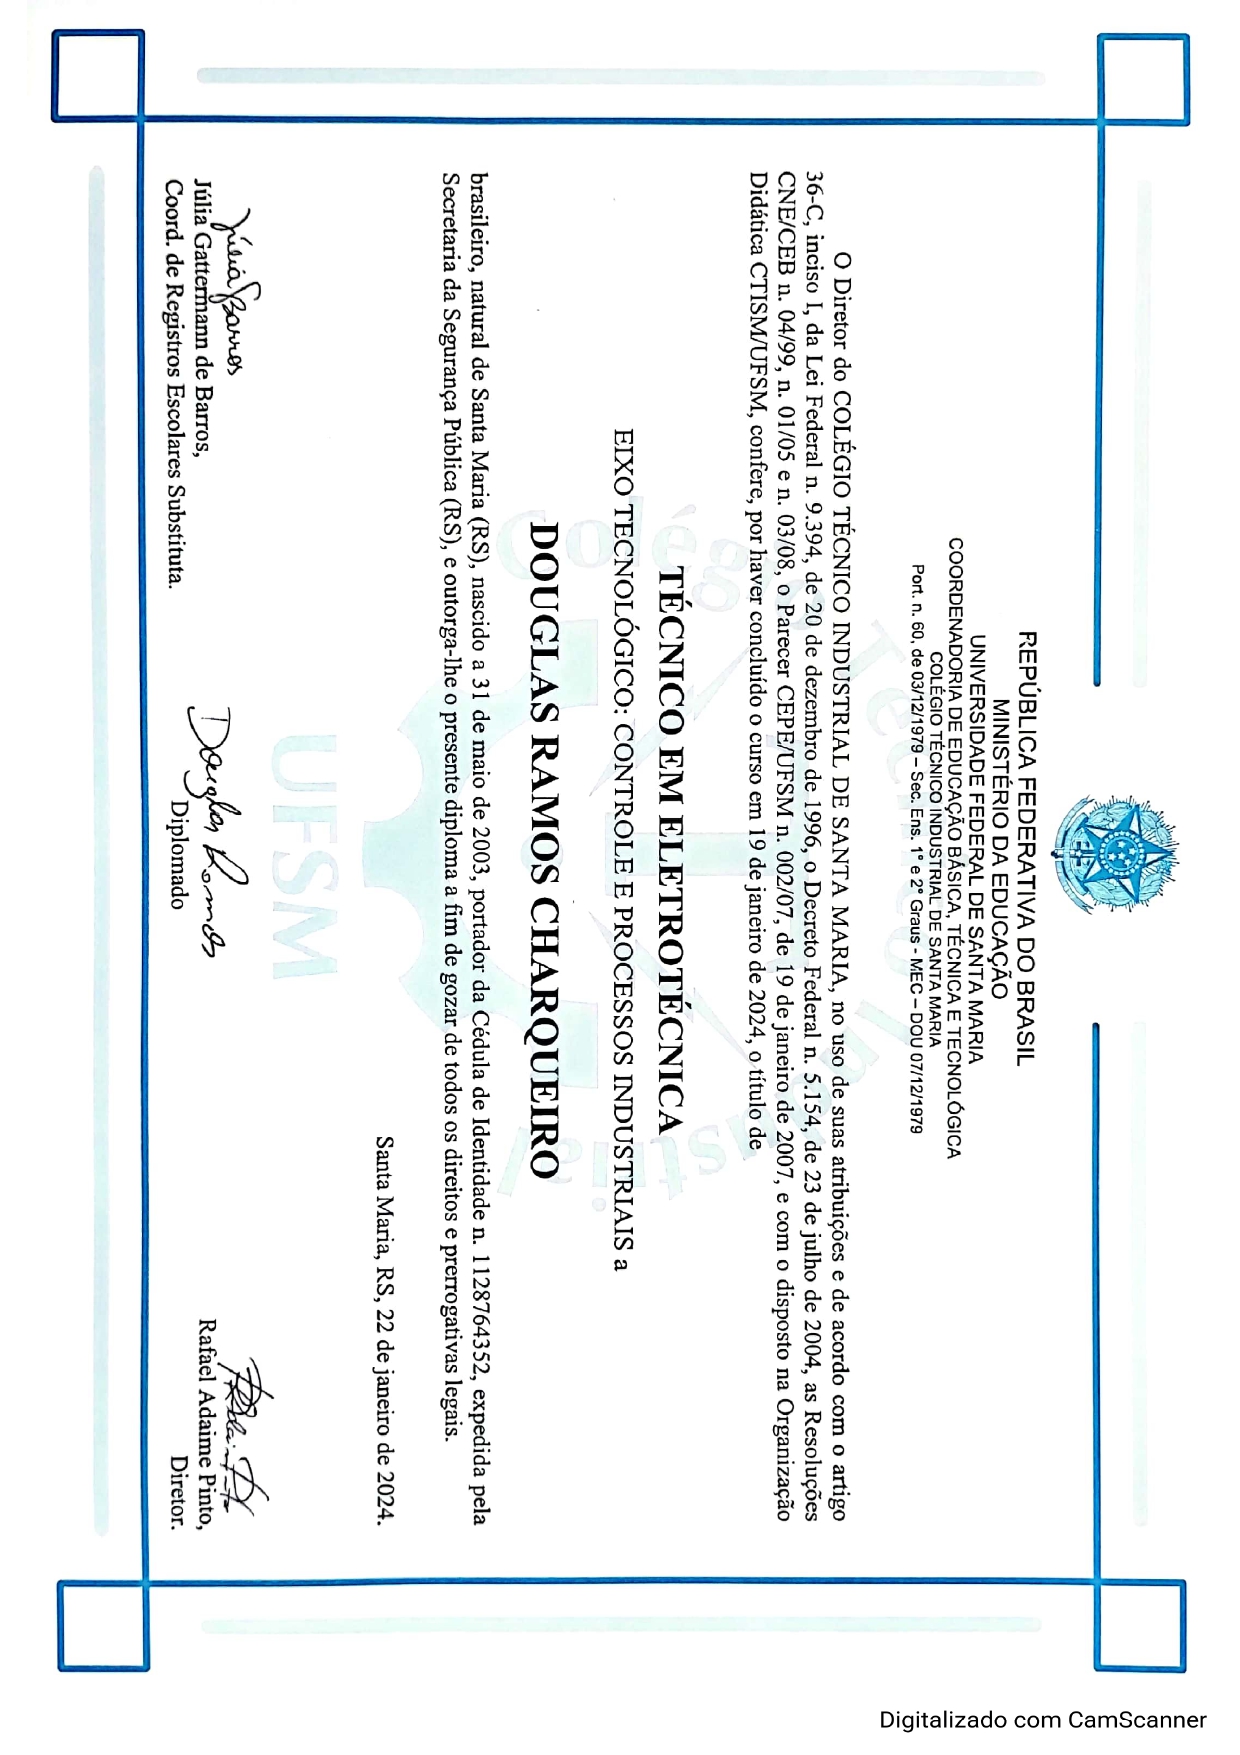 REPÚBLICA FEDERATIVA DO BRASIL
MINISTÉRIO DA EDUCAÇÃO
UNIVERSIDADE FEDERAL DE SANTA MARIA
COORDENADORIA DE EDUCAÇÃO BÁSICA, TÉCNICA E TECNOLÓGICA
COLÉGIO TÉCNICO INDUSTRIAL DE SANTA MARIA
Port. n. 60, de 03/12/1979 – Sec. Ens. 1° e 2° Graus - MEC – DOU 07/12/1979
O Diretor do COLÉGIO TÉCNICO INDUSTRIAL DE SANTA MARIA, no uso de suas atribuições e de acordo com o artigo
36-C, inciso I, da Lei Federal n. 9.394, de 20 de dezembro de 1996, o Decreto Federal n. 5.154, de 23 de julho de 2004, as Resoluções
CNE/CEB n. 04/99, n. 01/05 e n. 03/08, o Parecer CEPE/UFSM n. 002/07, de 19 de janeiro de 2007, e com o disposto na Organização
Didática CTISM/UFSM, confere, por haver concluído o curso em 19 de janeiro de 2024, o título de
TÉCNICO EM ELETROTÉCNICA
EIXO TECNOLÓGICO: CONTROLE E PROCESSOS INDUSTRIAIS a
DOUGLAS RAMOS CHARQUEIRO
brasileiro, natural de Santa Maria (RS), nascido a 31 de maio de 2003, portador da Cédula de Identidade n. 1128764352, expedida pela
Secretaria da Segurança Pública (RS), e outorga-lhe o presente diploma a fim de gozar de todos os direitos e prerrogativas legais.
Santa Maria, RS, 22 de janeiro de 2024.
Colégio Técnico Industrial
UFSM
Júlia Barros
Júlia Gattermann de Barros,
Coord. de Registros Escolares Substituta.
Douglas Ramos
Diplomado
Rafael Adaime Pinto,
Diretor.
Digitalizado com CamScanner